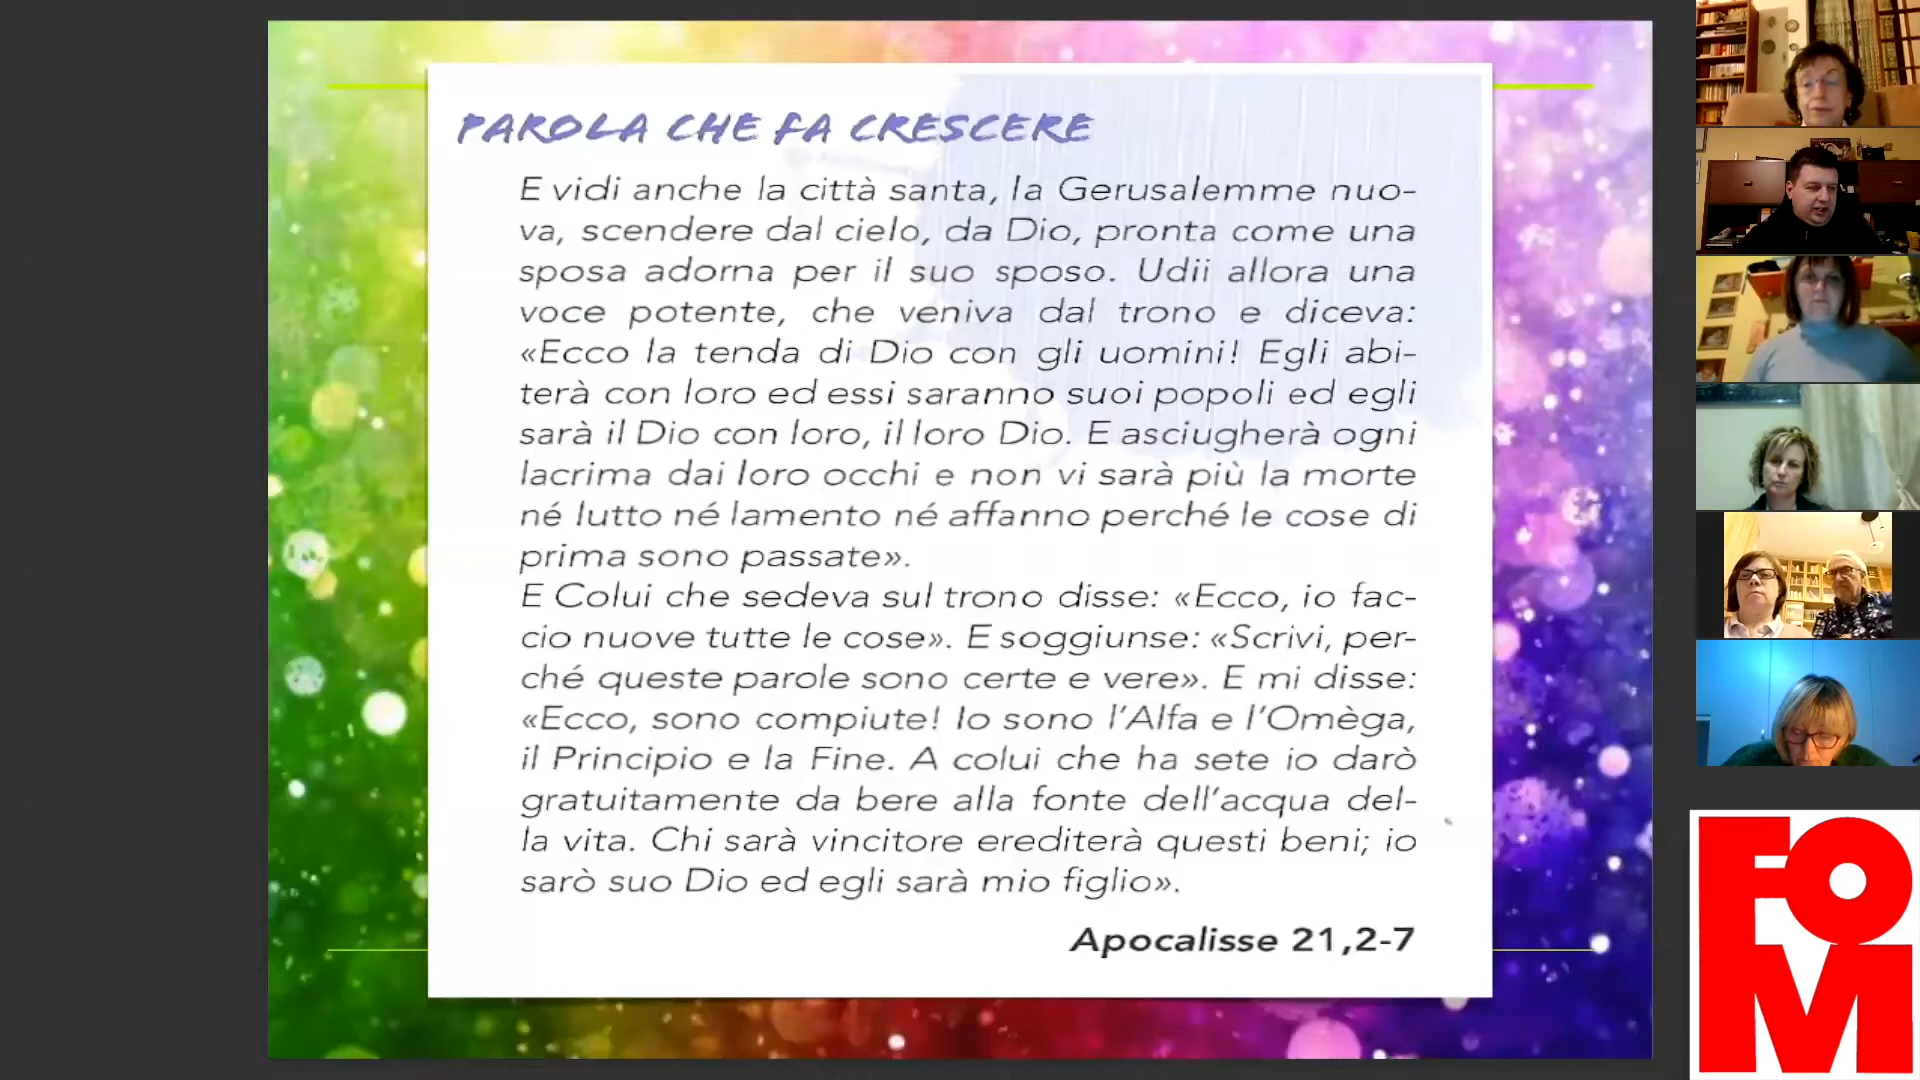 PAROLA CHE FA CRESCERE
E vidi anche la città santa, la Gerusalemme nuo-
va, scendere dal cielo, da Dio, pronta come una
sposa adorna per il suo sposo. Udii allora una
voce potente, che veniva dal trono e diceva:
«Ecco la tenda di Dio con gli uomini! Egli abi-
terà con loro ed essi saranno suoi popoli ed egli
sarà il Dio con loro, il loro Dio. E asciugherà ogni
lacrima dai loro occhi e non vi sarà più la morte
né lutto né lamento né affanno perché le cose di
prima sono passate».
E Colui che sedeva sul trono disse: «Ecco, io fac-
cio nuove tutte le cose». E soggiunse: «Scrivi, per-
ché queste parole sono certe e vere». E mi disse:
«Ecco, sono compiute! Io sono l'Alfa e l'Omèga,
il Principio e la Fine. A colui che ha sete io darò
gratuitamente da bere alla fonte dell'acqua del-
la vita. Chi sarà vincitore erediterà questi beni; io
sarò suo Dio ed egli sarà mio figlio».
Apocalisse 21,2-7
FOM